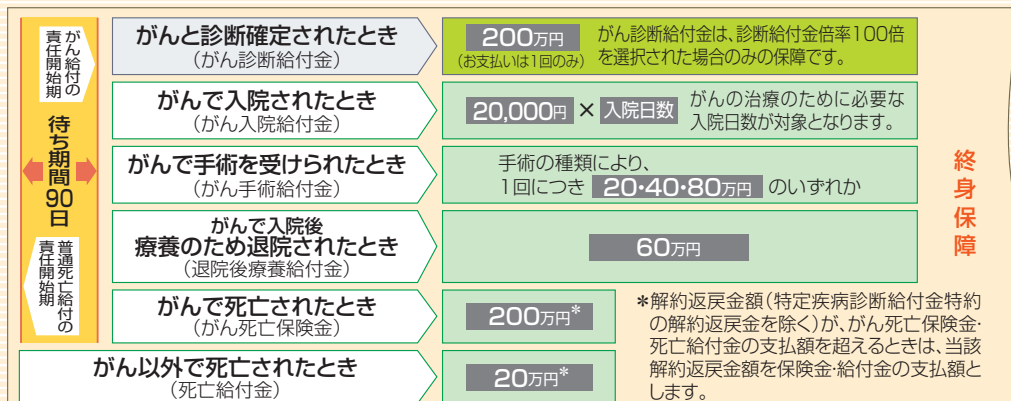 がん給付の
責任開始期
待ち期間90日
普通死亡給付の
責任開始期
がんと診断確定されたとき
(がん診断給付金)
200万円
(お支払いは1回のみ)
がん診断給付金は、診断給付金倍率100倍
を選択された場合のみの保障です。
がんで入院されたとき
(がん入院給付金)
20,000円 × 入院日数
がんの治療のために必要な
入院日数が対象となります。
がんで手術を受けられたとき
(がん手術給付金)
手術の種類により、
1回につき 20・40・80万円 のいずれか
がんで入院後
療養のため退院されたとき
(退院後療養給付金)
60万円
がんで死亡されたとき
(がん死亡保険金)
200万円*
がん以外で死亡されたとき
(死亡給付金)
20万円*
終身保障
*解約返戻金額(特定疾病診断給付金特約
の解約返戻金を除く)が、がん死亡保険金・
死亡給付金の支払額を超えるときは、当該
解約返戻金額を保険金・給付金の支払額と
します。